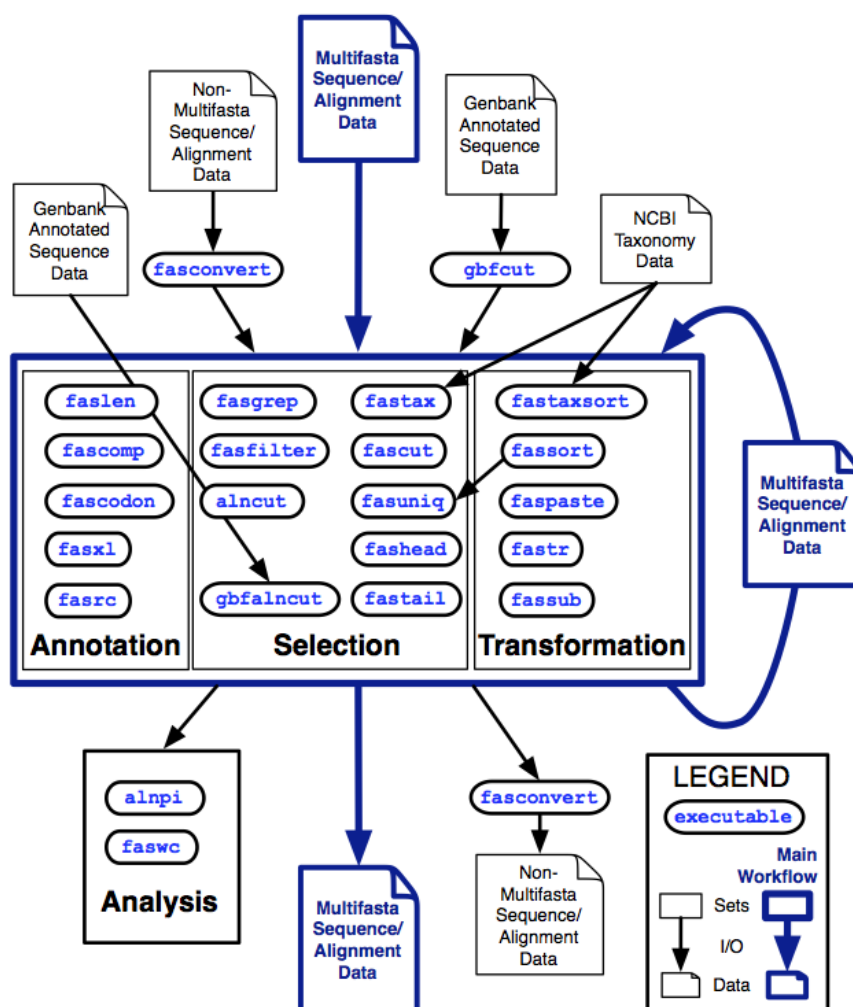 Multifasta
Sequence/
Alignment
Data
Non-
Multifasta
Sequence/
Alignment
Data
Genbank
Annotated
Sequence
Data
Genbank
Annotated
Sequence
Data
NCBI
Taxonomy
Data
fasconvert
gbfcut
faslen
fascomp
fascodon
fasxl
fasrc
Annotation
fasgrep
fasfilter
alncut
gbfalncut
fastax
fascut
fasuniq
fashead
fastail
Selection
fastaxsort
fassort
faspaste
fastr
fassub
Transformation
Multifasta
Sequence/
Alignment
Data
alnpi
faswc
Analysis
Multifasta
Sequence/
Alignment
Data
fasconvert
Non-
Multifasta
Sequence/
Alignment
Data
LEGEND
executable
Main
Workflow
Sets
I/O
Data